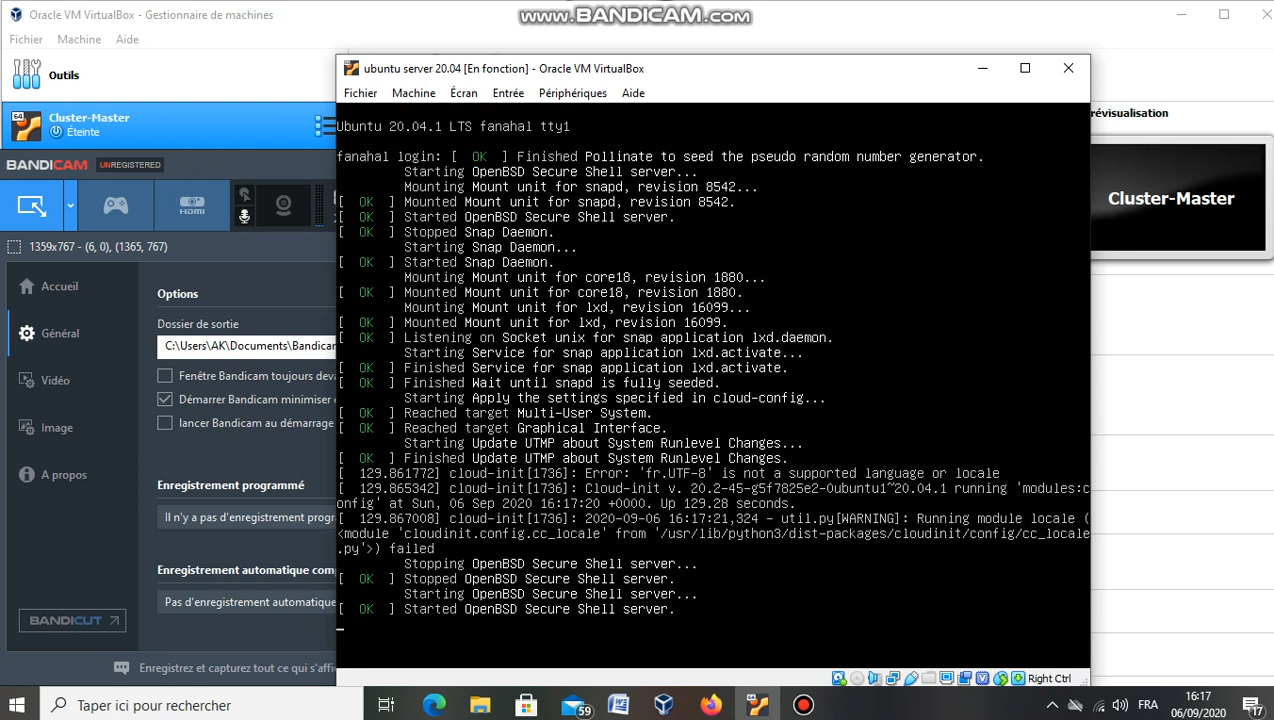 Oracle VM VirtualBox - Gestionnaire de machines
www.BANDICAM.com
Fichier Machine Aide
Outils
Cluster-Master
Éteinte
BANDICAM UNREGISTERED
1359x767 - (6, 0), (1365, 767)
Accueil
Général
Vidéo
Image
A propos
BANDICUT
Options
Dossier de sortie
C:\Users\AK\Documents\Bandicam
Fenêtre Bandicam toujours deva
Démarrer Bandicam minimiser
lancer Bandicam au démarrage
Enregistrement programmé
Il n'y a pas d'enregistrement progr
Enregistrement automatique com
Pas d'enregistrement automatique
Enregistrez et capturez tout ce qui s'affi
ubuntu server 20.04 [En fonction] - Oracle VM VirtualBox
Fichier Machine Écran Entrée Périphériques Aide
Ubuntu 20.04.1 LTS fanahal tty1
fanahal login: [ OK ] Finished Pollinate to seed the pseudo random number generator.
Starting OpenBSD Secure Shell server...
Mounting Mount unit for snapd, revision 8542...
[ OK ] Mounted Mount unit for snapd, revision 8542.
[ OK ] Started OpenBSD Secure Shell server.
[ OK ] Stopped Snap Daemon.
Starting Snap Daemon...
[ OK ] Started Snap Daemon.
Mounting Mount unit for core18, revision 1880...
[ OK ] Mounted Mount unit for core18, revision 1880.
Mounting Mount unit for lxd, revision 16099...
[ OK ] Mounted Mount unit for lxd, revision 16099.
[ OK ] Listening on Socket unix for snap application lxd.daemon.
Starting Service for snap application lxd.activate...
[ OK ] Finished Service for snap application lxd.activate.
[ OK ] Finished Wait until snapd is fully seeded.
Starting Apply the settings specified in cloud-config...
[ OK ] Reached target Multi-User System.
[ OK ] Reached target Graphical Interface.
Starting Update UTMP about System Runlevel Changes...
[ OK ] Finished Update UTMP about System Runlevel Changes.
[ 129.861772] cloud-init[1736]: Error: 'fr.UTF-8' is not a supported language or locale
[ 129.865342] cloud-init[1736]: Cloud-init v. 20.2-45-g5f7825e2-0ubuntu1~20.04.1 running 'modules:c
onfig' at Sun, 06 Sep 2020 16:17:20 +0000. Up 129.28 seconds.
[ 129.867008] cloud-init[1736]: 2020-09-06 16:17:21,324 - util.py[WARNING]: Running module locale (
<module 'cloudinit.config.cc_locale' from '/usr/lib/python3/dist-packages/cloudinit/config/cc_locale
.py'>) failed
Stopping OpenBSD Secure Shell server...
[ OK ] Stopped OpenBSD Secure Shell server.
Starting OpenBSD Secure Shell server...
[ OK ] Started OpenBSD Secure Shell server.
Right Ctrl
révisualisation
Cluster-Master
Taper ici pour rechercher
59
FRA
16:17
06/09/2020
17